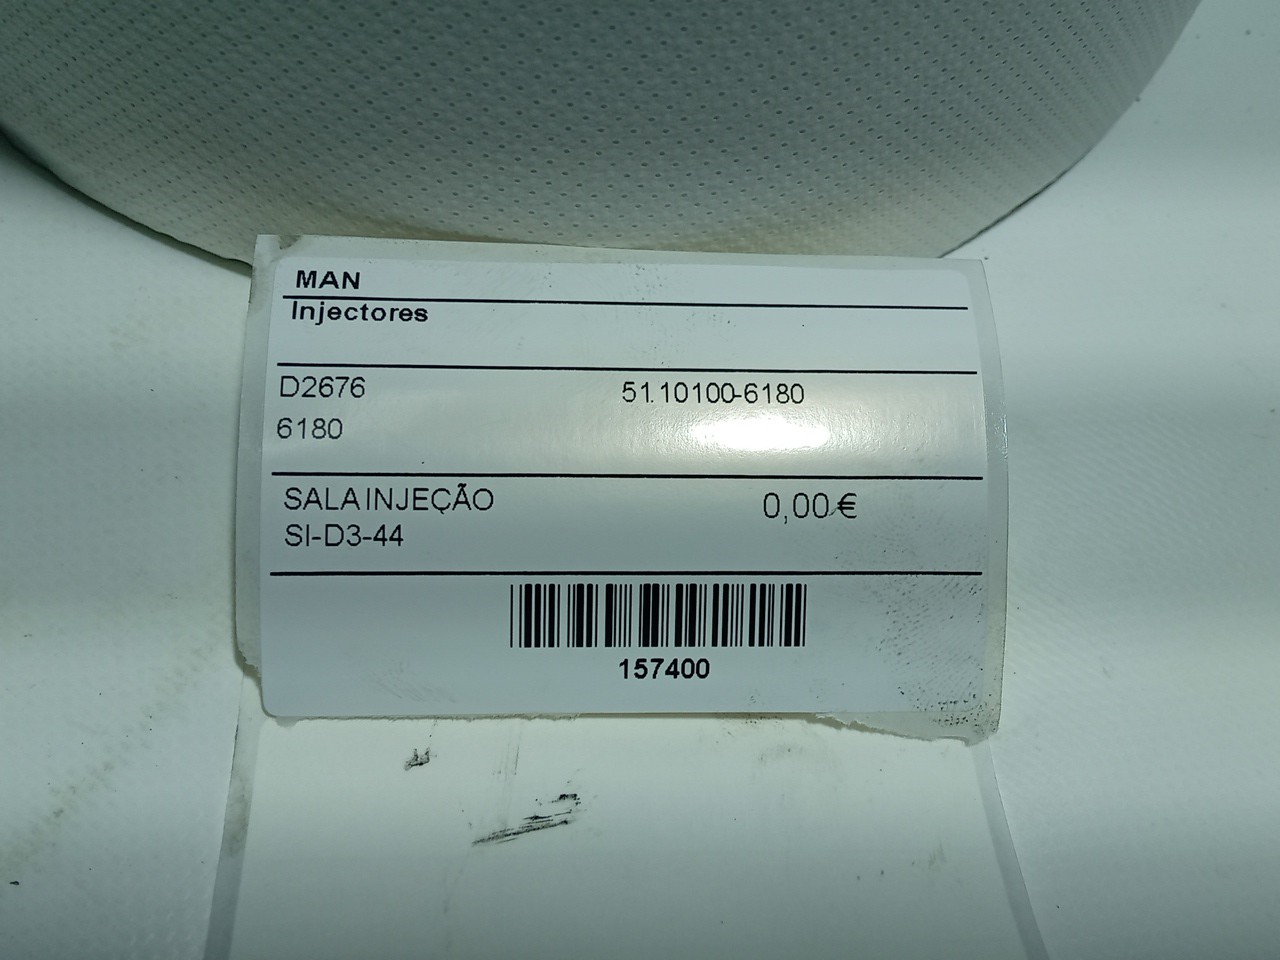 MAN
Injectores
D2676 51.10100-6180
6180
SALA INJEÇÃO 0,00€
SI-D3-44
157400